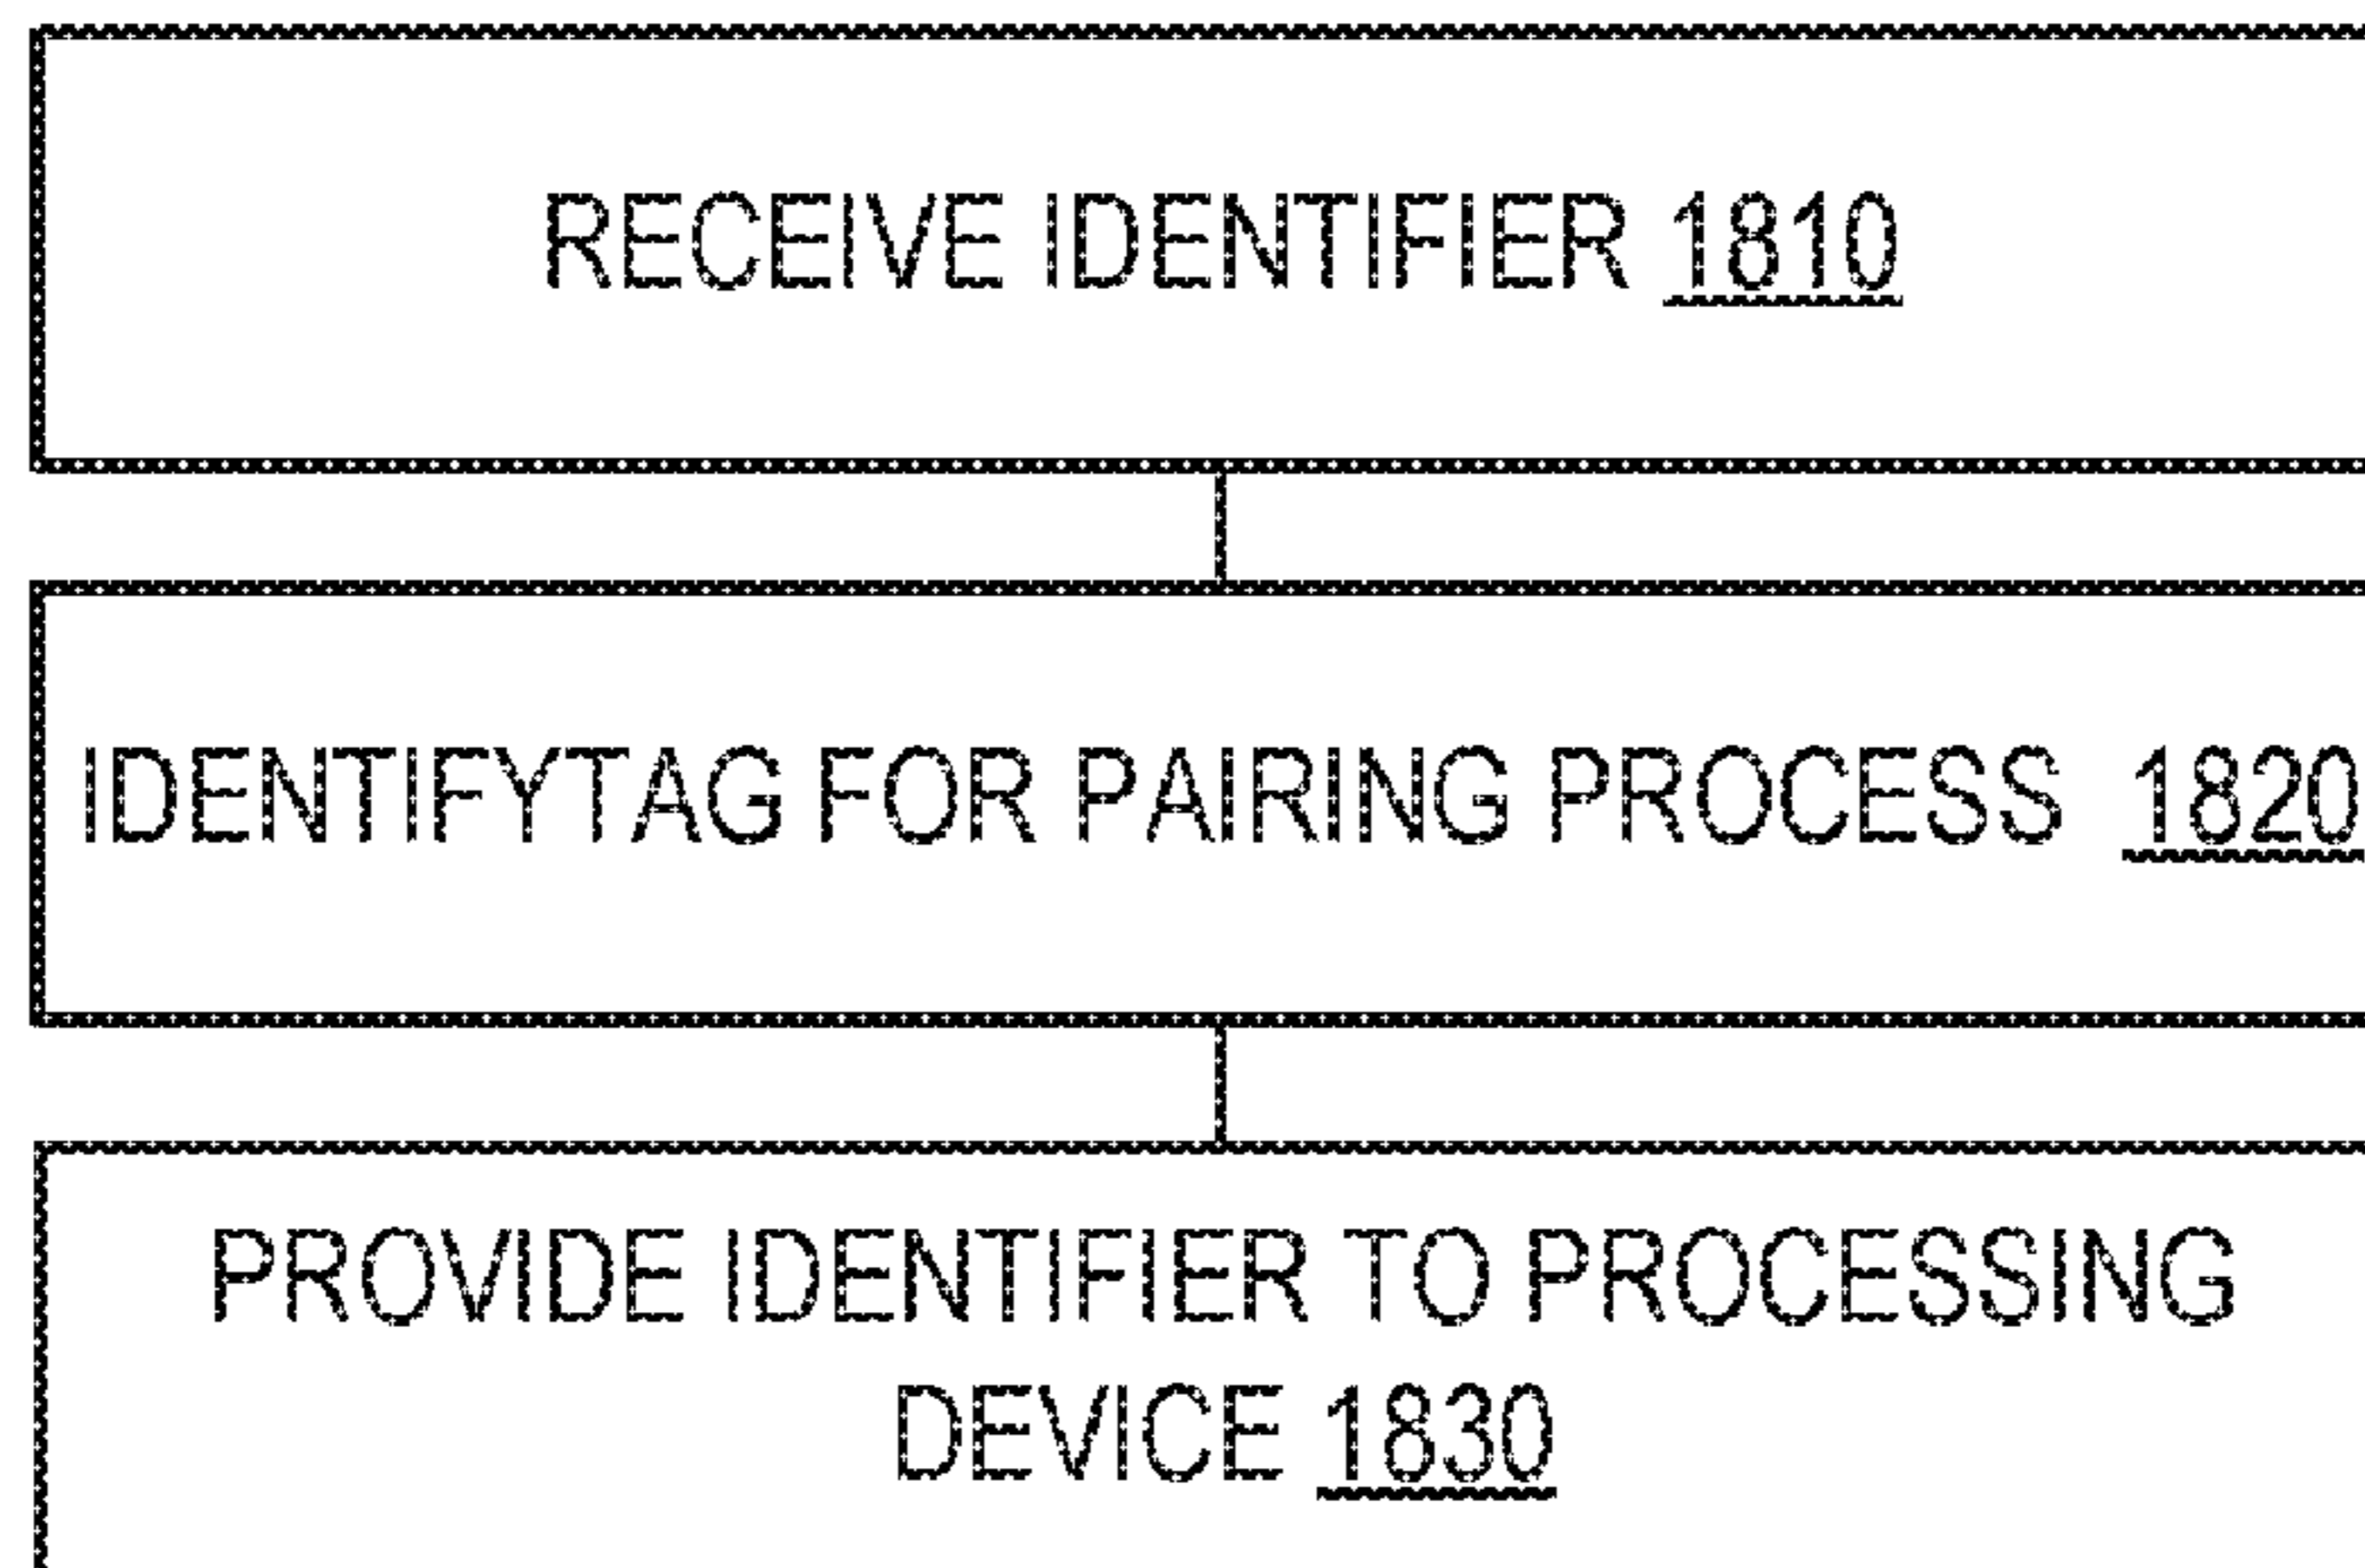 RECEIVE IDENTIFIER 1810
IDENTIFYTAG FOR PAIRING PROCESS 1820
PROVIDE IDENTIFIER TO PROCESSING
DEVICE 1830